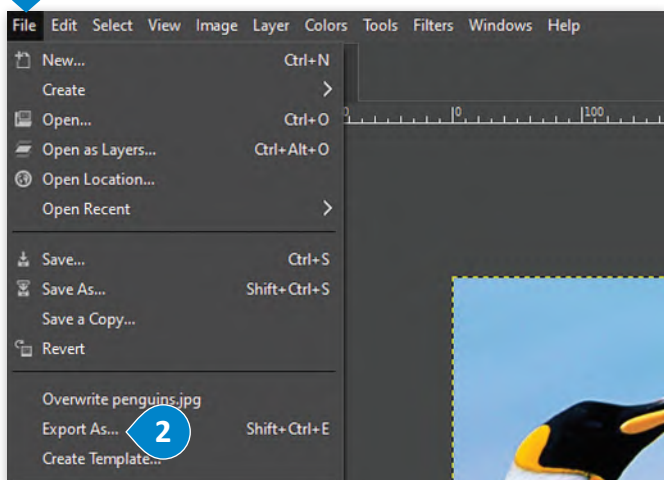 File Edit Select View Image Layer Colors Tools Filters Windows Help
New... Ctrl+N
Create
Open... Ctrl+O
Open as Layers... Ctrl+Alt+O
Open Location...
Open Recent
0 100
Save... Ctrl+S
Save As... Shift+Ctrl+S
Save a Copy...
Revert
Overwrite penguins.jpg
Export As... 2 Shift+Ctrl+E
Create Template...